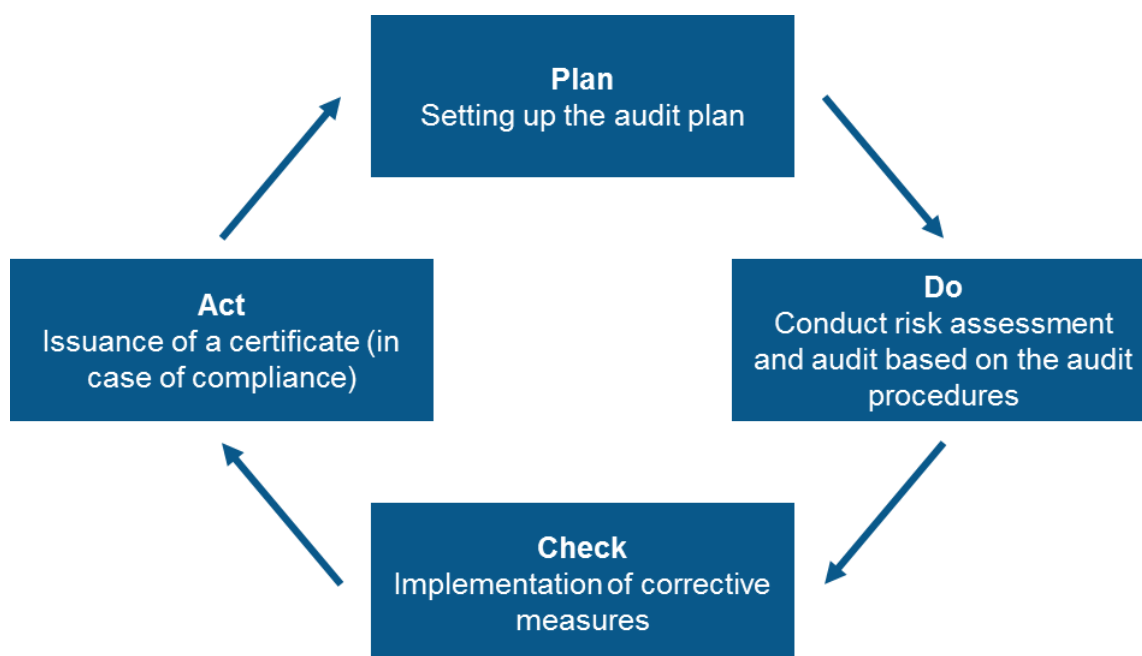 Plan
Setting up the audit plan
Do
Conduct risk assessment
and audit based on the audit
procedures
Check
Implementation of corrective
measures
Act
Issuance of a certificate (in
case of compliance)